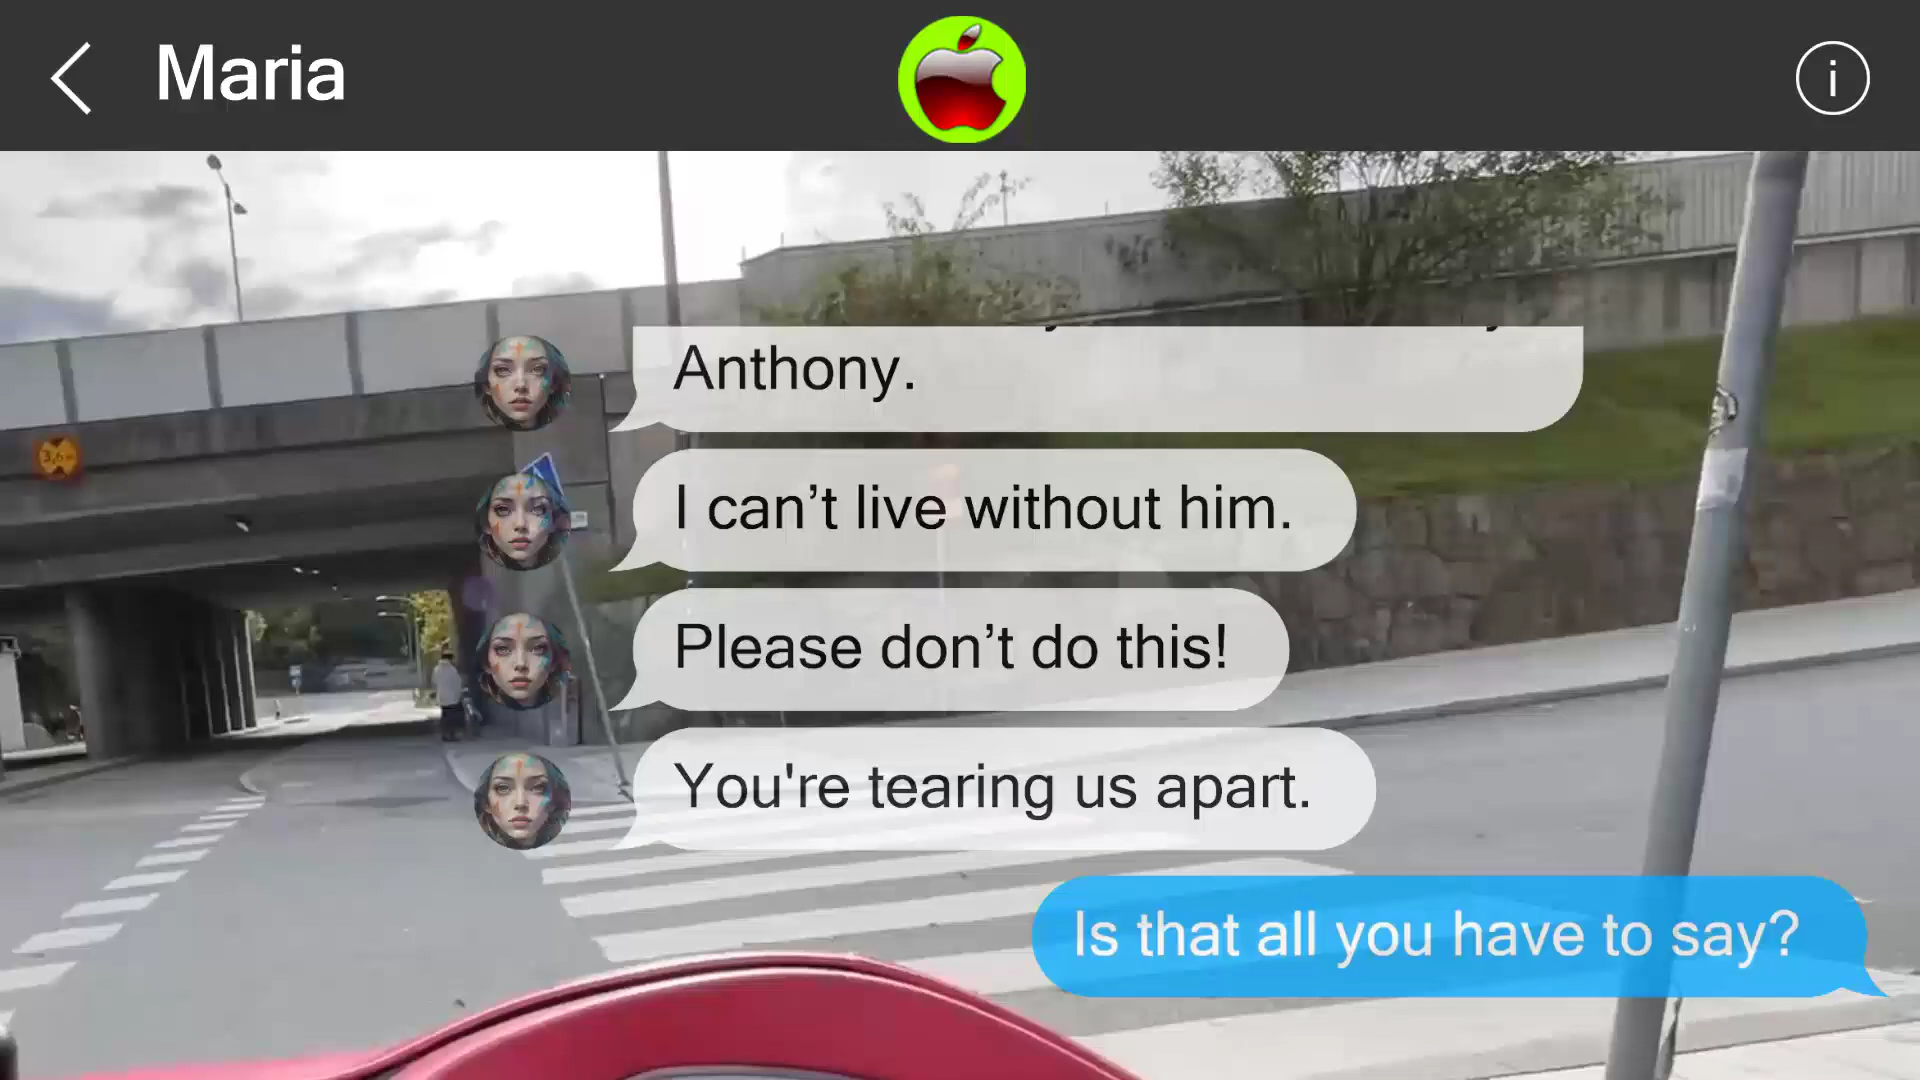 Maria
Anthony.
I can’t live without him.
Please don’t do this!
You're tearing us apart.
Is that all you have to say?